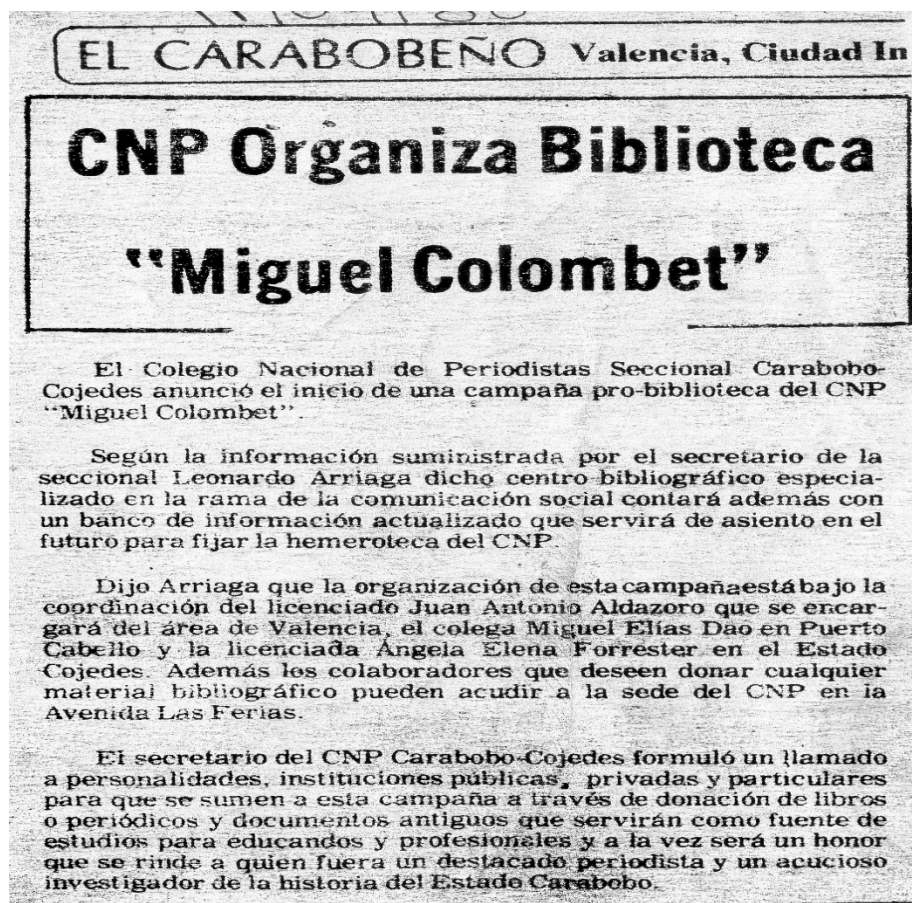 EL CARABOBEÑO Valencia, Ciudad In
CNP Organiza Biblioteca
"Miguel Colombet"
El Colegio Nacional de Periodistas Seccional Carabobo-
Cojedes anunció el inicio de una campaña pro-biblioteca del CNP
"Miguel Colombet".
Según la información suministrada por el secretario de la
seccional Leonardo Arriaga dicho centro bibliográfico especia-
lizado en la rama de la comunicación social contará además con
un banco de información actualizado que servirá de asiento en el
futuro para fijar la hemeroteca del CNP.
Dijo Arriaga que la organización de esta campaña está bajo la
coordinación del licenciado Juan Antonio Aldazoro que se encar-
gará del área de Valencia, el colega Miguel Elías Dao en Puerto
Cabello y la licenciada Ángela Elena Forrester en el Estado
Cojedes. Además los colaboradores que deseen donar cualquier
material bibliográfico pueden acudir a la sede del CNP en la
Avenida Las Ferias.
El secretario del CNP Carabobo-Cojedes formuló un llamado
a personalidades, instituciones públicas, privadas y particulares
para que se sumen a esta campaña a través de donación de libros
o periódicos y documentos antiguos que servirán como fuente de
estudios para educandos y profesionales y a la vez será un honor
que se rinde a quien fuera un destacado periodista y un acucioso
investigador de la historia del Estado Carabobo.